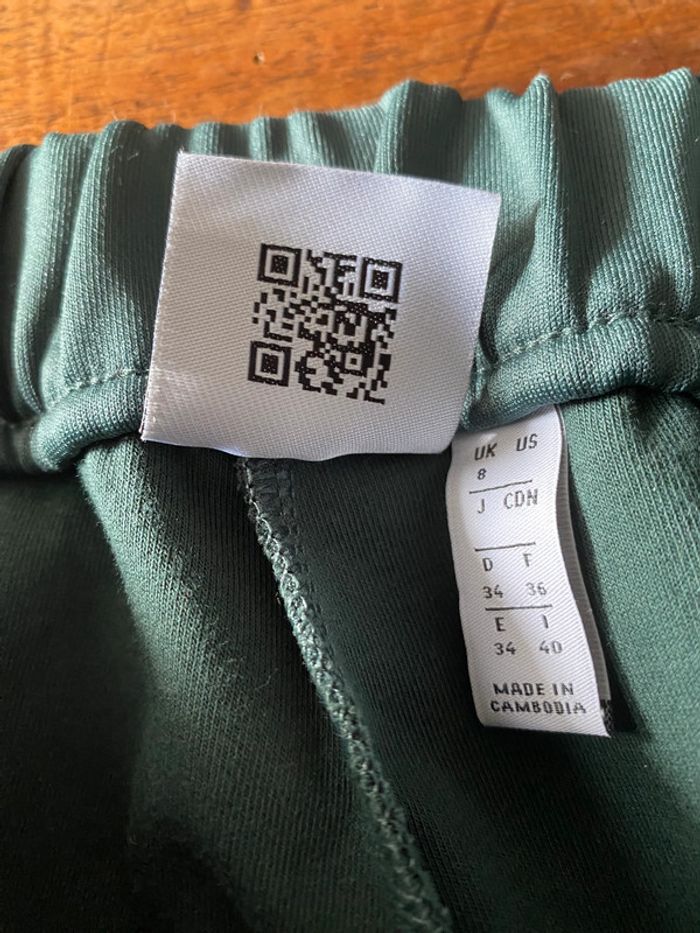 UK US
8
J CDN
D F
34 36
E I
34 40
MADE IN
CAMBODIA